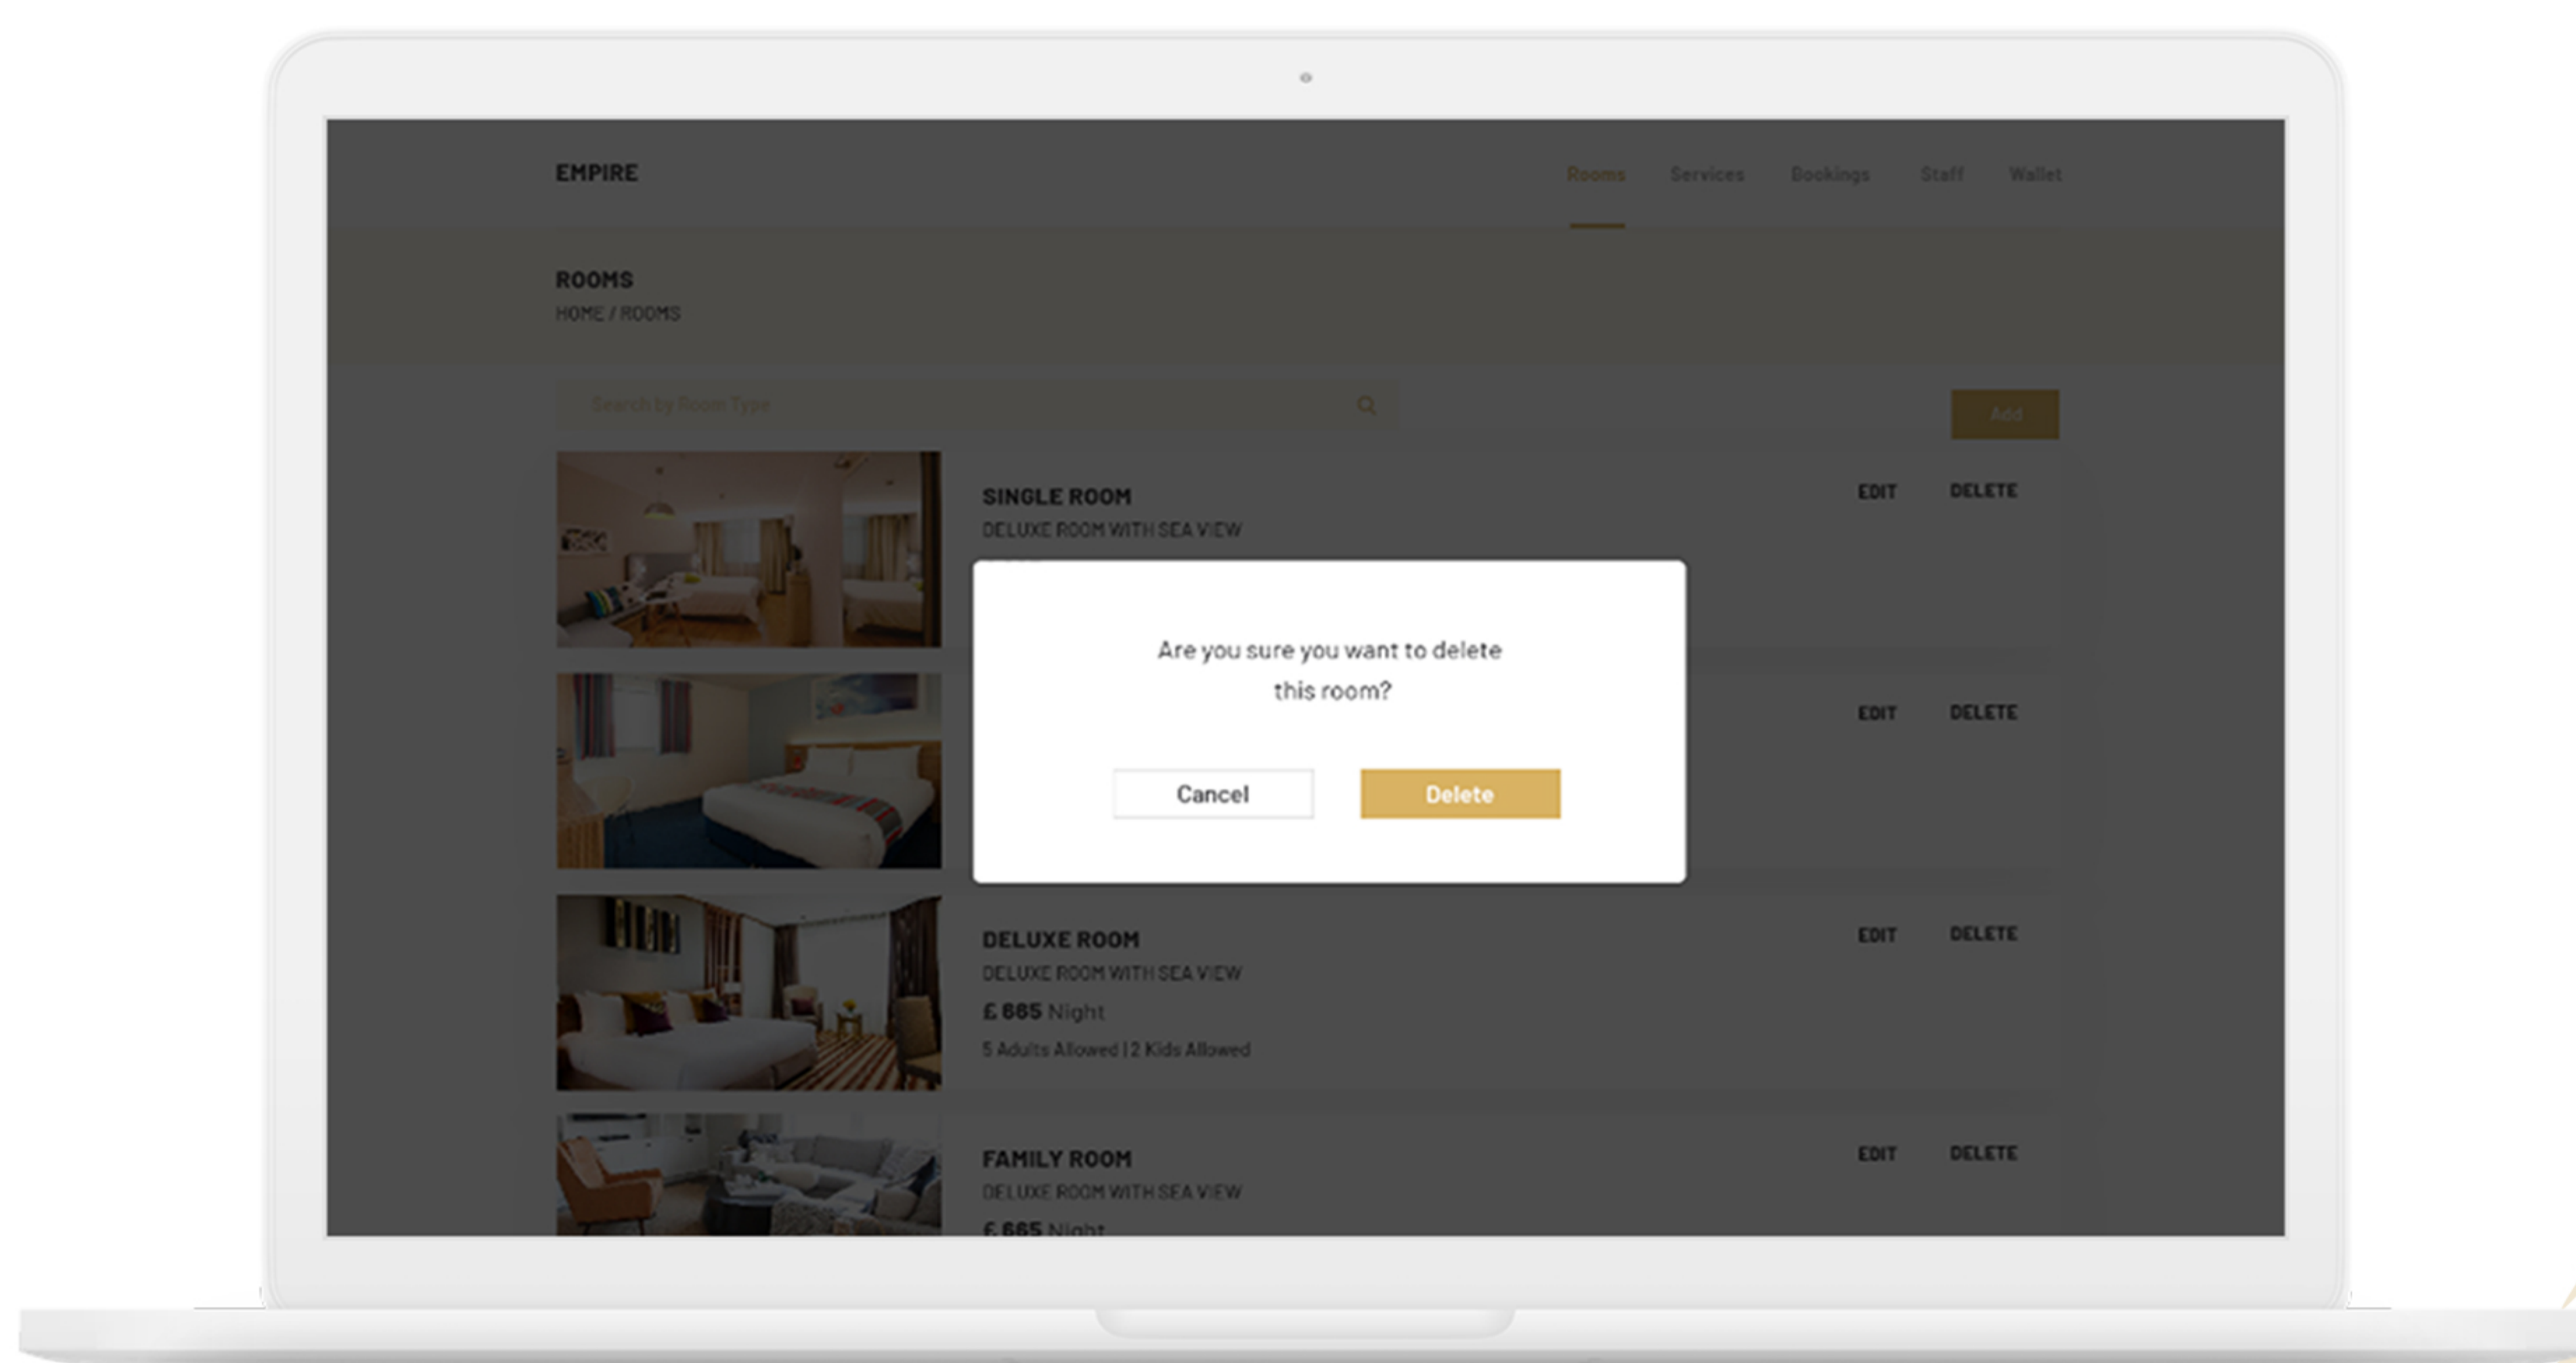 EMPIRE
Rooms Services Bookings Staff Wallet
ROOMS
HOME / ROOMS
Search by Room Type
Add
SINGLE ROOM
DELUXE ROOM WITH SEA VIEW
EDIT DELETE
Are you sure you want to delete
this room?
Cancel Delete
EDIT DELETE
DELUXE ROOM
DELUXE ROOM WITH SEA VIEW
£ 665 Night
5 Adults Allowed | 2 Kids Allowed
EDIT DELETE
FAMILY ROOM
DELUXE ROOM WITH SEA VIEW
£ 665 Night
EDIT DELETE